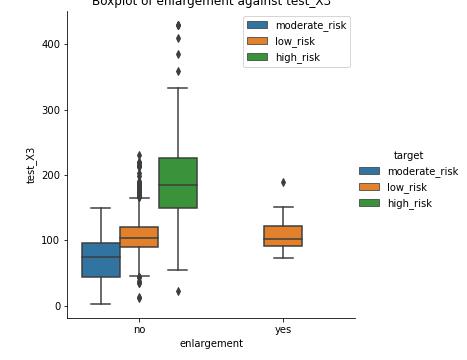 Boxplot of enlargement against test_X3
moderate_risk
low_risk
high_risk
400
300
200
100
0
test_X3
no
yes
enlargement
target
moderate_risk
low_risk
high_risk